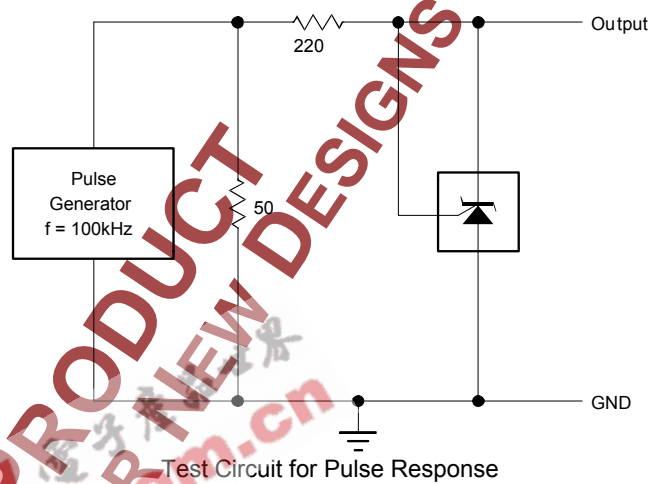 Output
220
Pulse
Generator
f = 100kHz
50
PRODUCT
R NEW DESIGNS
GND
m.cn
Test Circuit for Pulse Response